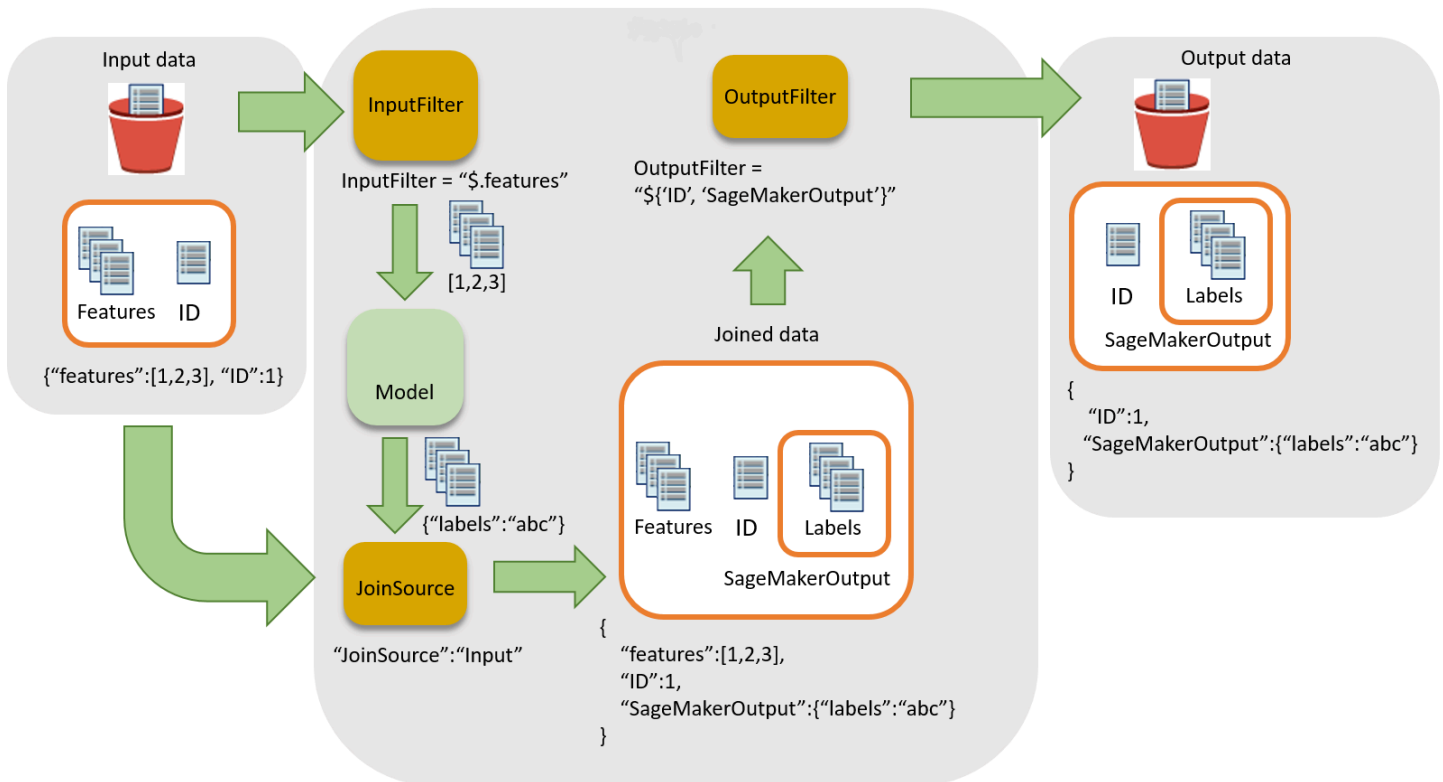 Input data
Features
ID
{“features”:[1,2,3], “ID”:1}
InputFilter
InputFilter = “$.features”
[1,2,3]
Model
{“labels”:“abc”}
JoinSource
“JoinSource”:“Input”
OutputFilter
OutputFilter =
“${‘ID’, ‘SageMakerOutput’}”
Joined data
Features
ID
Labels
SageMakerOutput
{
“features”:[1,2,3],
“ID”:1,
“SageMakerOutput”:{“labels”:“abc”}
}
Output data
ID
Labels
SageMakerOutput
{
“ID”:1,
“SageMakerOutput”:{“labels”:“abc”}
}